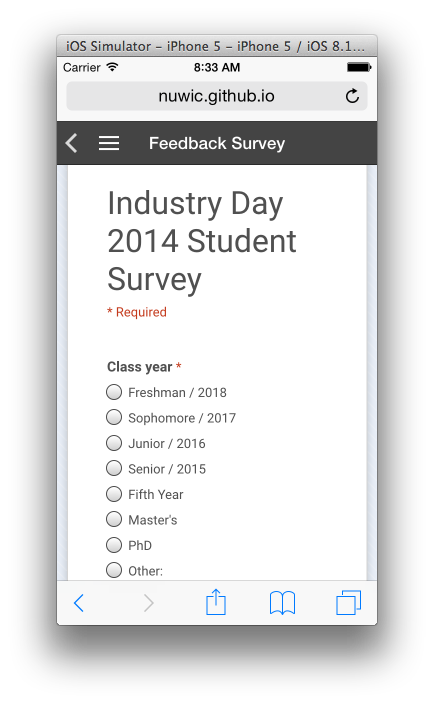 iOS Simulator – iPhone 5 – iPhone 5 / iOS 8.1...
Carrier 8:33 AM
nuwic.github.io
Feedback Survey
Industry Day
2014 Student
Survey
* Required
Class year *
Freshman / 2018
Sophomore / 2017
Junior / 2016
Senior / 2015
Fifth Year
Master's
PhD
Other: